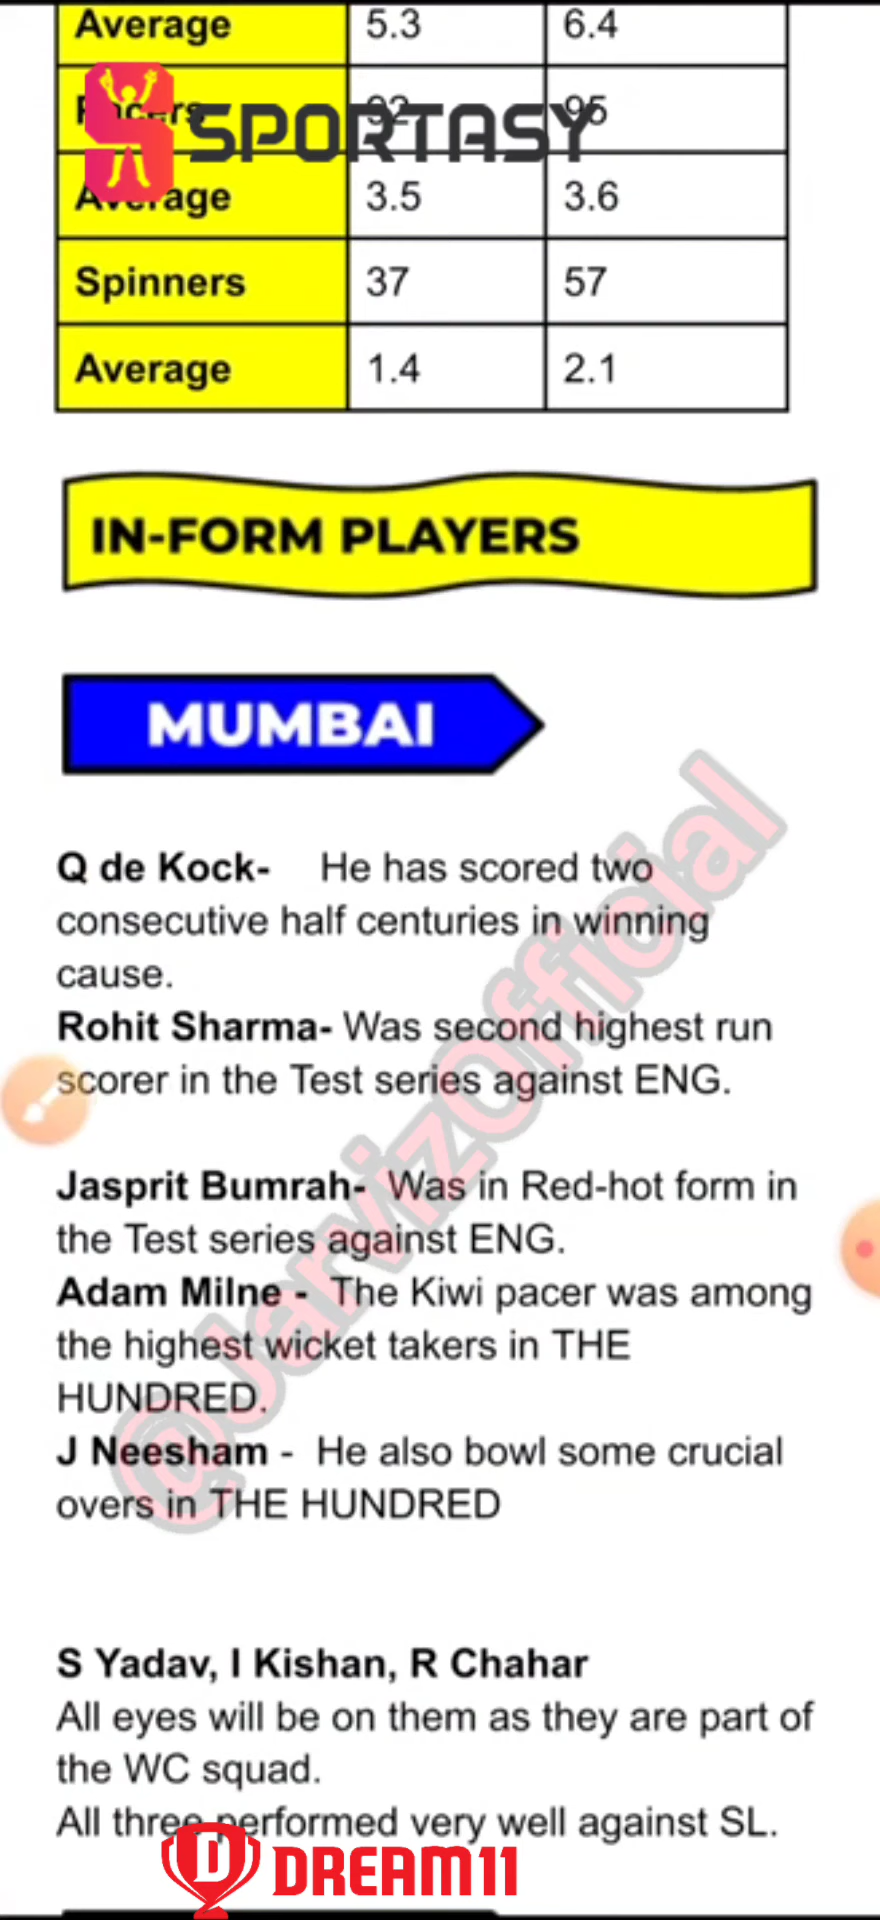 Average 5.3 6.4
Pacers 92 95
SPORTASY
Average 3.5 3.6
Spinners 37 57
Average 1.4 2.1
IN-FORM PLAYERS
MUMBAI
Q de Kock- He has scored two
consecutive half centuries in winning
cause.
Rohit Sharma- Was second highest run
scorer in the Test series against ENG.
Jasprit Bumrah- Was in Red-hot form in
the Test series against ENG.
Adam Milne - The Kiwi pacer was among
the highest wicket takers in THE
HUNDRED.
J Neesham - He also bowl some crucial
overs in THE HUNDRED
@JarvizOfficial
S Yadav, I Kishan, R Chahar
All eyes will be on them as they are part of
the WC squad.
All three performed very well against SL.
D DREAM11